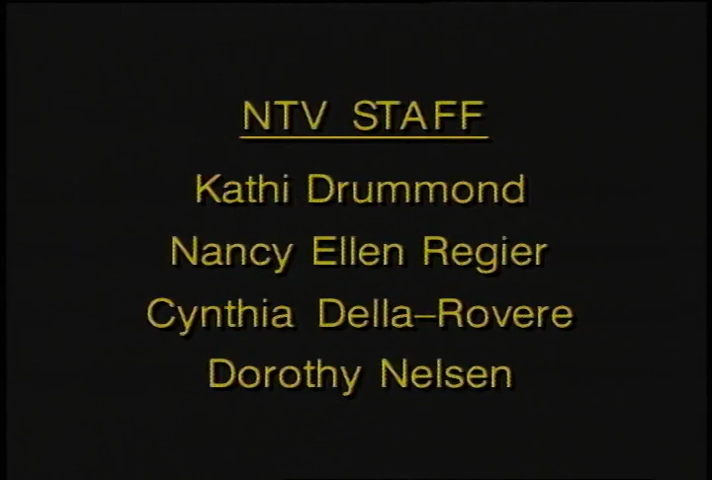 NTV STAFF
Kathi Drummond
Nancy Ellen Regier
Cynthia Della–Rovere
Dorothy Nelsen